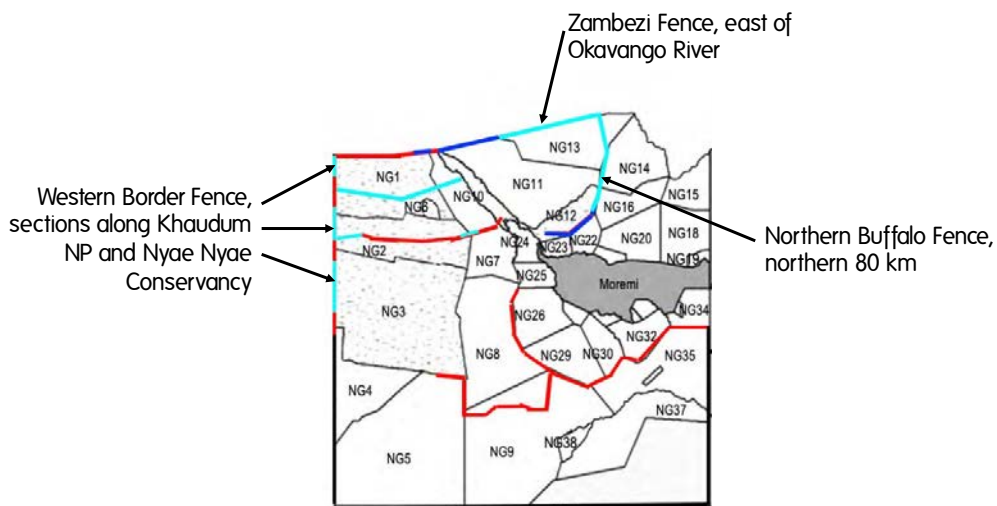 Zambezi Fence, east of
Okavango River
Western Border Fence,
sections along Khaudum
NP and Nyae Nyae
Conservancy
Northern Buffalo Fence,
northern 80 km
NG13
NG14
NG1
NG11
NG15
NG10
NG6
NG12
NG16
NG18
NG20
NG24
NG23
NG22
NG2
NG7
NG19
NG25
Moremi
NG3
NG26
NG34
NG32
NG8
NG29
NG30
NG35
NG4
NG37
NG38
NG5
NG9